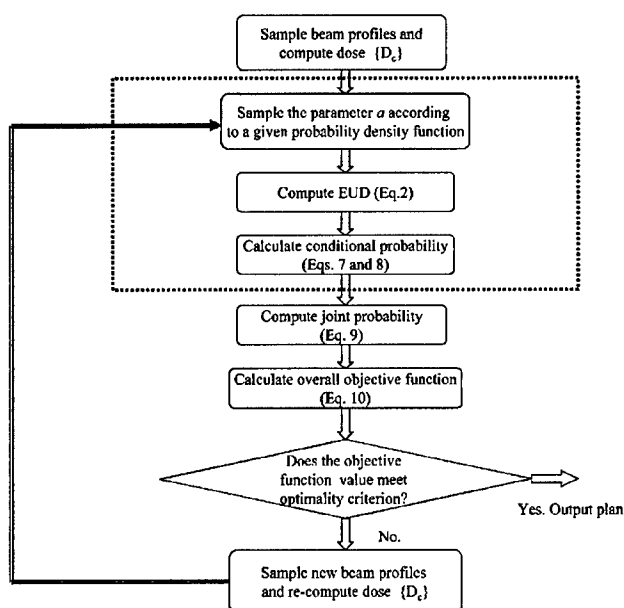 Sample beam profiles and
compute dose {Dc}
Sample the parameter a according
to a given probability density function
Compute EUD (Eq.2)
Calculate conditional probability
(Eqs. 7 and 8)
Compute joint probability
(Eq. 9)
Calculate overall objective function
(Eq. 10)
Does the objective
function value meet
optimality criterion?
Yes. Output plan
No.
Sample new beam profiles
and re-compute dose {Dc}